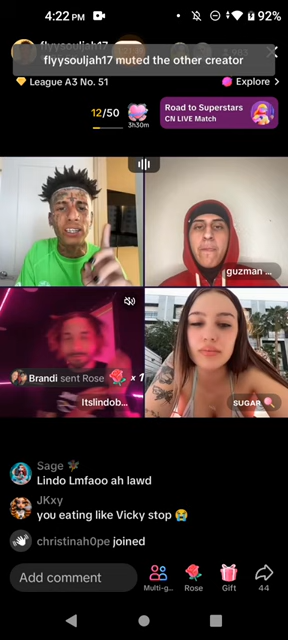 4:22 PM
92%
flyysouljah17
flyysouljah17 muted the other creator
League A3 No. 51
Explore >
12/50
3h30m
Road to Superstars
CN LIVE Match
guzman ...
Brandi sent Rose x 1
Itslindob...
SUGAR
Sage
Lindo Lmfaoo ah lawd
JKxy
you eating like Vicky stop 😭
christinah0pe joined
Add comment
Multi-g...
Rose
Gift
44